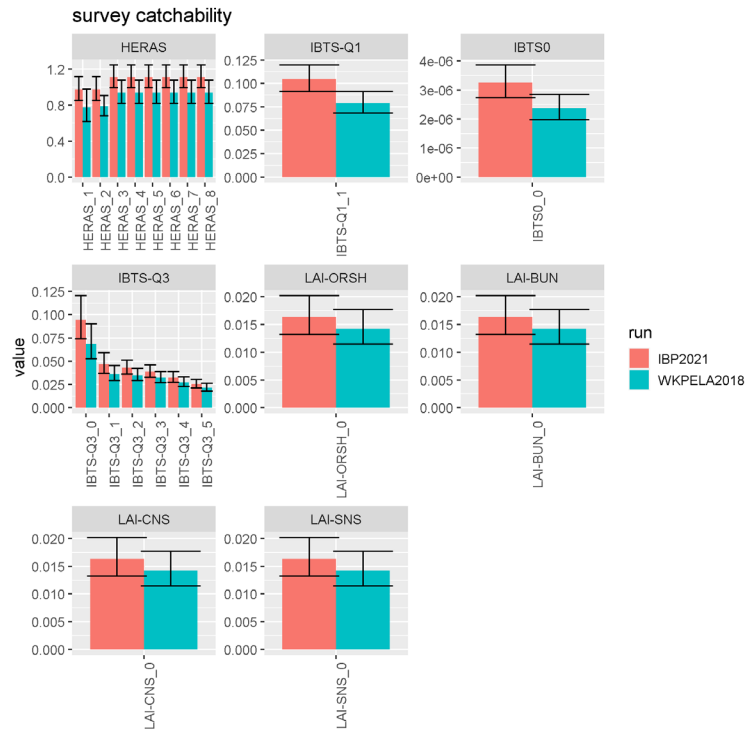 survey catchability
HERAS
IBTS-Q1
IBTS0
1.2
0.8
0.4
0.0
0.125
0.100
0.075
0.050
0.025
0.000
4e-06
3e-06
2e-06
1e-06
0e+00
HERAS_1
HERAS_2
HERAS_3
HERAS_4
HERAS_5
HERAS_6
HERAS_7
HERAS_8
IBTS-Q1_1
IBTS0_0
value
IBTS-Q3
LAI-ORSH
LAI-BUN
0.125
0.100
0.075
0.050
0.025
0.000
0.020
0.015
0.010
0.005
0.000
0.020
0.015
0.010
0.005
0.000
IBTS-Q3_0
IBTS-Q3_1
IBTS-Q3_2
IBTS-Q3_3
IBTS-Q3_4
IBTS-Q3_5
LAI-ORSH_0
LAI-BUN_0
run
IBP2021
WKPELA2018
LAI-CNS
LAI-SNS
0.020
0.015
0.010
0.005
0.000
0.020
0.015
0.010
0.005
0.000
LAI-CNS_0
LAI-SNS_0